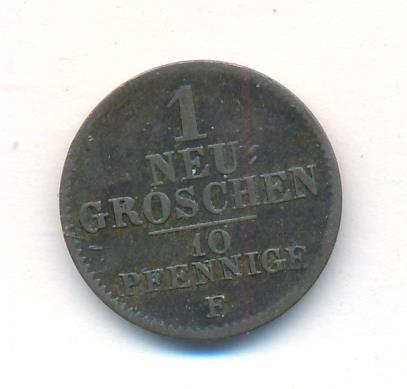 1
NEU
GROSCHEN
10
PFENNIGE
F